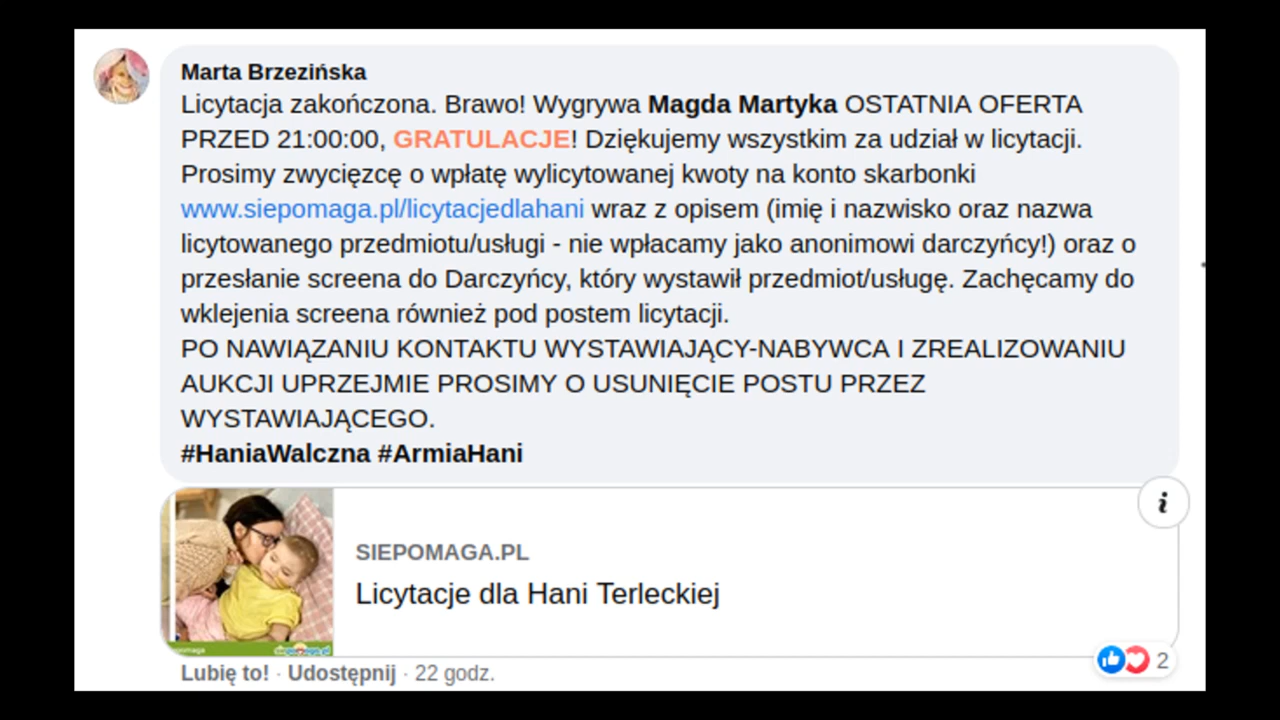 Marta Brzezińska
Licytacja zakończona. Brawo! Wygrywa Magda Martyka OSTATNIA OFERTA
PRZED 21:00:00, GRATULACJE! Dziękujemy wszystkim za udział w licytacji.
Prosimy zwycięzcę o wpłatę wylicytowanej kwoty na konto skarbonki
www.siepomaga.pl/licytacjedlahani wraz z opisem (imię i nazwisko oraz nazwa
licytowanego przedmiotu/usługi - nie wpłacamy jako anonimowi darczyńcy!) oraz o
przesłanie screena do Darczyńcy, który wystawił przedmiot/usługę. Zachęcamy do
wklejenia screena również pod postem licytacji.
PO NAWIĄZANIU KONTAKTU WYSTAWIAJĄCY-NABYWCA I ZREALIZOWANIU
AUKCJI UPRZEJMIE PROSIMY O USUNIĘCIE POSTU PRZEZ
WYSTAWIAJĄCEGO.
#HaniaWalczna #ArmiaHani
SIEPOMAGA.PL
Licytacje dla Hani Terleckiej
siepomaga.pl
Lubię to! · Udostępnij · 22 godz.
2